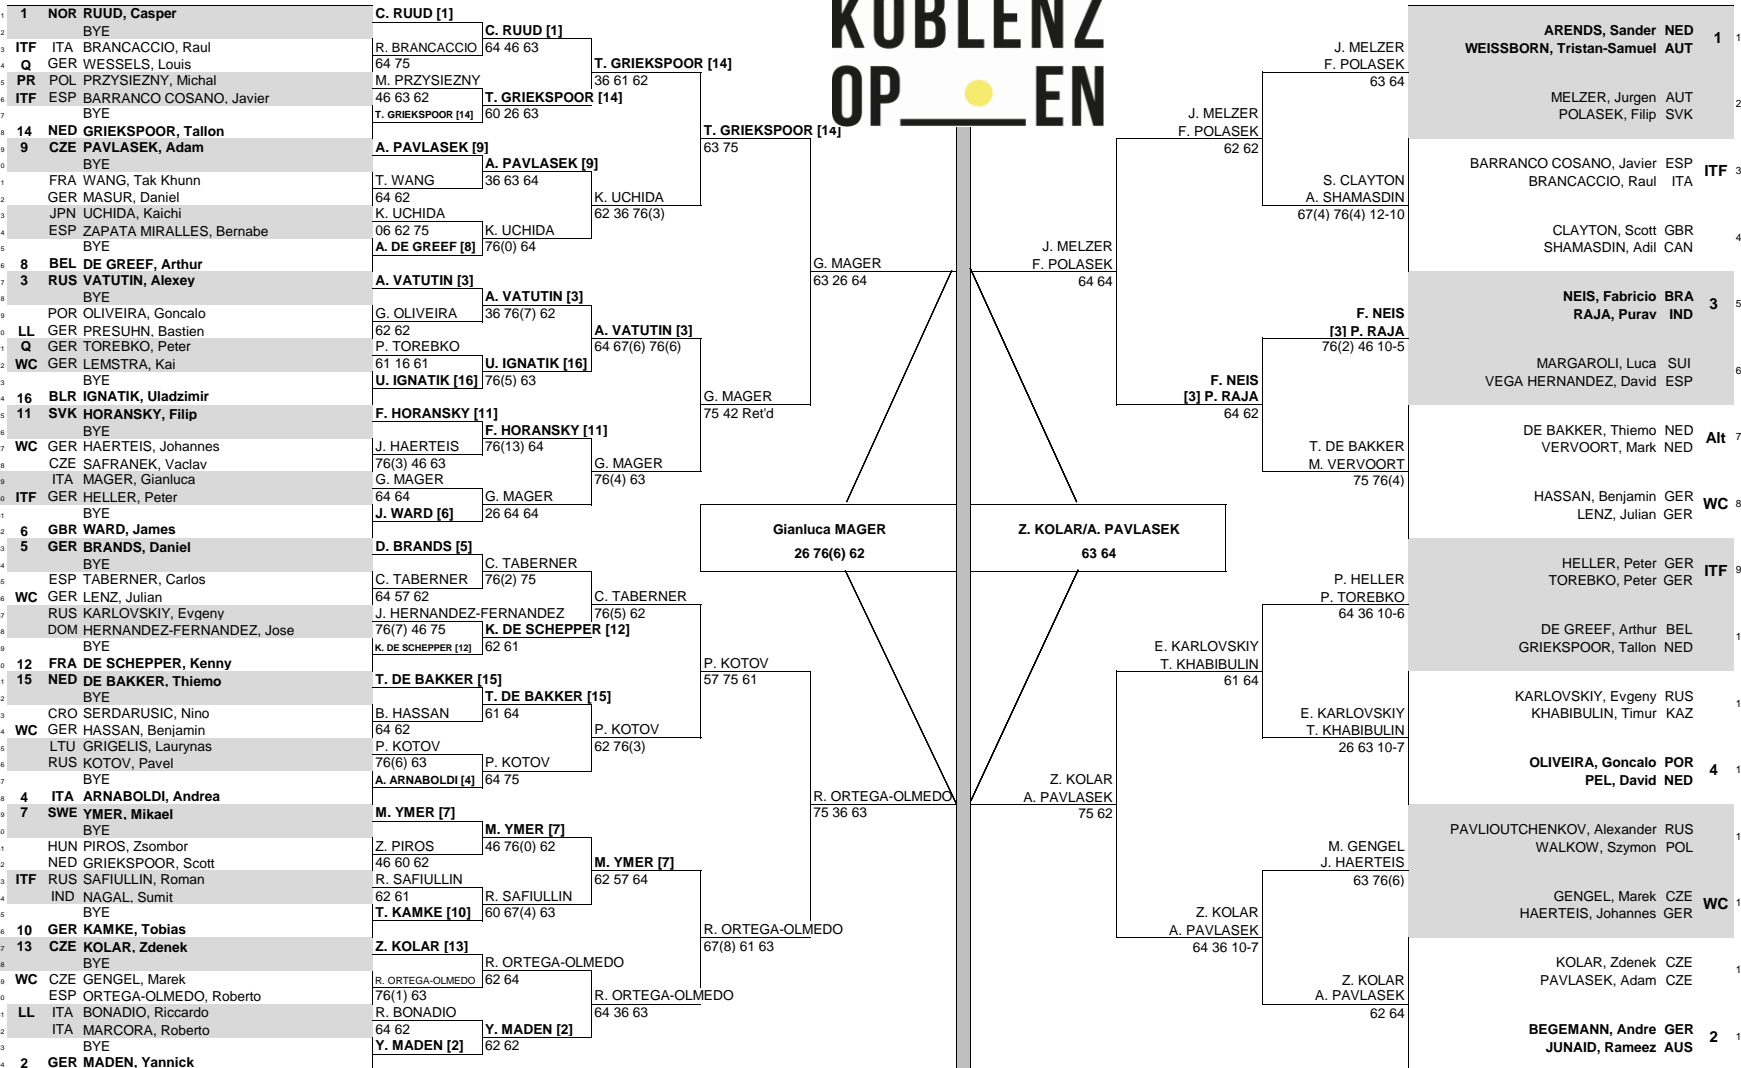 KOBLENZ
OP EN
1 NOR RUUD, Casper
BYE
ITF ITA BRANCACCIO, Raul
Q GER WESSELS, Louis
PR POL PRZYSIEZNY, Michal
ITF ESP BARRANCO COSANO, Javier
BYE
14 NED GRIEKSPOOR, Tallon
9 CZE PAVLASEK, Adam
BYE
FRA WANG, Tak Khunn
GER MASUR, Daniel
JPN UCHIDA, Kaichi
ESP ZAPATA MIRALLES, Bernabe
BYE
8 BEL DE GREEF, Arthur
3 RUS VATUTIN, Alexey
BYE
POR OLIVEIRA, Goncalo
LL GER PRESUHN, Bastien
Q GER TOREBKO, Peter
WC GER LEMSTRA, Kai
BYE
16 BLR IGNATIK, Uladzimir
11 SVK HORANSKY, Filip
BYE
WC GER HAERTEIS, Johannes
CZE SAFRANEK, Vaclav
ITA MAGER, Gianluca
ITF GER HELLER, Peter
BYE
6 GBR WARD, James
5 GER BRANDS, Daniel
BYE
ESP TABERNER, Carlos
WC GER LENZ, Julian
RUS KARLOVSKIY, Evgeny
DOM HERNANDEZ-FERNANDEZ, Jose
BYE
12 FRA DE SCHEPPER, Kenny
15 NED DE BAKKER, Thiemo
BYE
CRO SERDARUSIC, Nino
WC GER HASSAN, Benjamin
LTU GRIGELIS, Laurynas
RUS KOTOV, Pavel
BYE
4 ITA ARNABOLDI, Andrea
7 SWE YMER, Mikael
BYE
HUN PIROS, Zsombor
NED GRIEKSPOOR, Scott
ITF RUS SAFIULLIN, Roman
IND NAGAL, Sumit
BYE
10 GER KAMKE, Tobias
13 CZE KOLAR, Zdenek
BYE
WC CZE GENGEL, Marek
ESP ORTEGA-OLMEDO, Roberto
LL ITA BONADIO, Riccardo
ITA MARCORA, Roberto
BYE
2 GER MADEN, Yannick
C. RUUD [1]
R. BRANCACCIO
64 75
M. PRZYSIEZNY
46 63 62
T. GRIEKSPOOR [14]
A. PAVLASEK [9]
T. WANG
64 62
K. UCHIDA
06 62 75
A. DE GREEF [8]
A. VATUTIN [3]
G. OLIVEIRA
62 62
P. TOREBKO
61 16 61
U. IGNATIK [16]
F. HORANSKY [11]
J. HAERTEIS
76(3) 46 63
G. MAGER
64 64
J. WARD [6]
D. BRANDS [5]
C. TABERNER
64 57 62
J. HERNANDEZ-FERNANDEZ
76(7) 46 75
K. DE SCHEPPER [12]
T. DE BAKKER [15]
B. HASSAN
64 62
P. KOTOV
76(6) 63
A. ARNABOLDI [4]
M. YMER [7]
Z. PIROS
46 60 62
R. SAFIULLIN
62 61
T. KAMKE [10]
Z. KOLAR [13]
R. ORTEGA-OLMEDO
76(1) 63
R. BONADIO
64 62
Y. MADEN [2]
C. RUUD [1]
64 46 63
T. GRIEKSPOOR [14]
60 26 63
A. PAVLASEK [9]
36 63 64
K. UCHIDA
76(0) 64
A. VATUTIN [3]
36 76(7) 62
U. IGNATIK [16]
76(5) 63
F. HORANSKY [11]
76(13) 64
G. MAGER
26 64 64
C. TABERNER
76(2) 75
K. DE SCHEPPER [12]
62 61
T. DE BAKKER [15]
61 64
P. KOTOV
64 75
M. YMER [7]
46 76(0) 62
R. SAFIULLIN
60 67(4) 63
R. ORTEGA-OLMEDO
62 64
Y. MADEN [2]
62 62
T. GRIEKSPOOR [14]
36 61 62
K. UCHIDA
62 36 76(3)
A. VATUTIN [3]
64 67(6) 76(6)
G. MAGER
76(4) 63
C. TABERNER
76(5) 62
P. KOTOV
62 76(3)
M. YMER [7]
62 57 64
R. ORTEGA-OLMEDO
64 36 63
T. GRIEKSPOOR [14]
63 75
G. MAGER
75 42 Ret'd
P. KOTOV
57 75 61
R. ORTEGA-OLMEDO
67(8) 61 63
G. MAGER
63 26 64
R. ORTEGA-OLMEDO
75 36 63
Gianluca MAGER
26 76(6) 62
Z. KOLAR/A. PAVLASEK
63 64
J. MELZER
F. POLASEK
64 64
Z. KOLAR
A. PAVLASEK
75 62
J. MELZER
F. POLASEK
62 62
F. NEIS
[3] P. RAJA
64 62
E. KARLOVSKIY
T. KHABIBULIN
61 64
Z. KOLAR
A. PAVLASEK
64 36 10-7
J. MELZER
F. POLASEK
63 64
S. CLAYTON
A. SHAMASDIN
67(4) 76(4) 12-10
F. NEIS
[3] P. RAJA
76(2) 46 10-5
T. DE BAKKER
M. VERVOORT
75 76(4)
P. HELLER
P. TOREBKO
64 36 10-6
E. KARLOVSKIY
T. KHABIBULIN
26 63 10-7
M. GENGEL
J. HAERTEIS
63 76(6)
Z. KOLAR
A. PAVLASEK
62 64
ARENDS, Sander NED 1 1
WEISSBORN, Tristan-Samuel AUT
MELZER, Jurgen AUT 2
POLASEK, Filip SVK
BARRANCO COSANO, Javier ESP ITF 3
BRANCACCIO, Raul ITA
CLAYTON, Scott GBR 4
SHAMASDIN, Adil CAN
NEIS, Fabricio BRA 3 5
RAJA, Purav IND
MARGAROLI, Luca SUI 6
VEGA HERNANDEZ, David ESP
DE BAKKER, Thiemo NED Alt 7
VERVOORT, Mark NED
HASSAN, Benjamin GER WC 8
LENZ, Julian GER
HELLER, Peter GER ITF 9
TOREBKO, Peter GER
DE GREEF, Arthur BEL 1
GRIEKSPOOR, Tallon NED
KARLOVSKIY, Evgeny RUS 1
KHABIBULIN, Timur KAZ
OLIVEIRA, Goncalo POR 4 1
PEL, David NED
PAVLIOUTCHENKOV, Alexander RUS 1
WALKOW, Szymon POL
GENGEL, Marek CZE WC 1
HAERTEIS, Johannes GER
KOLAR, Zdenek CZE 1
PAVLASEK, Adam CZE
BEGEMANN, Andre GER 2 1
JUNAID, Rameez AUS